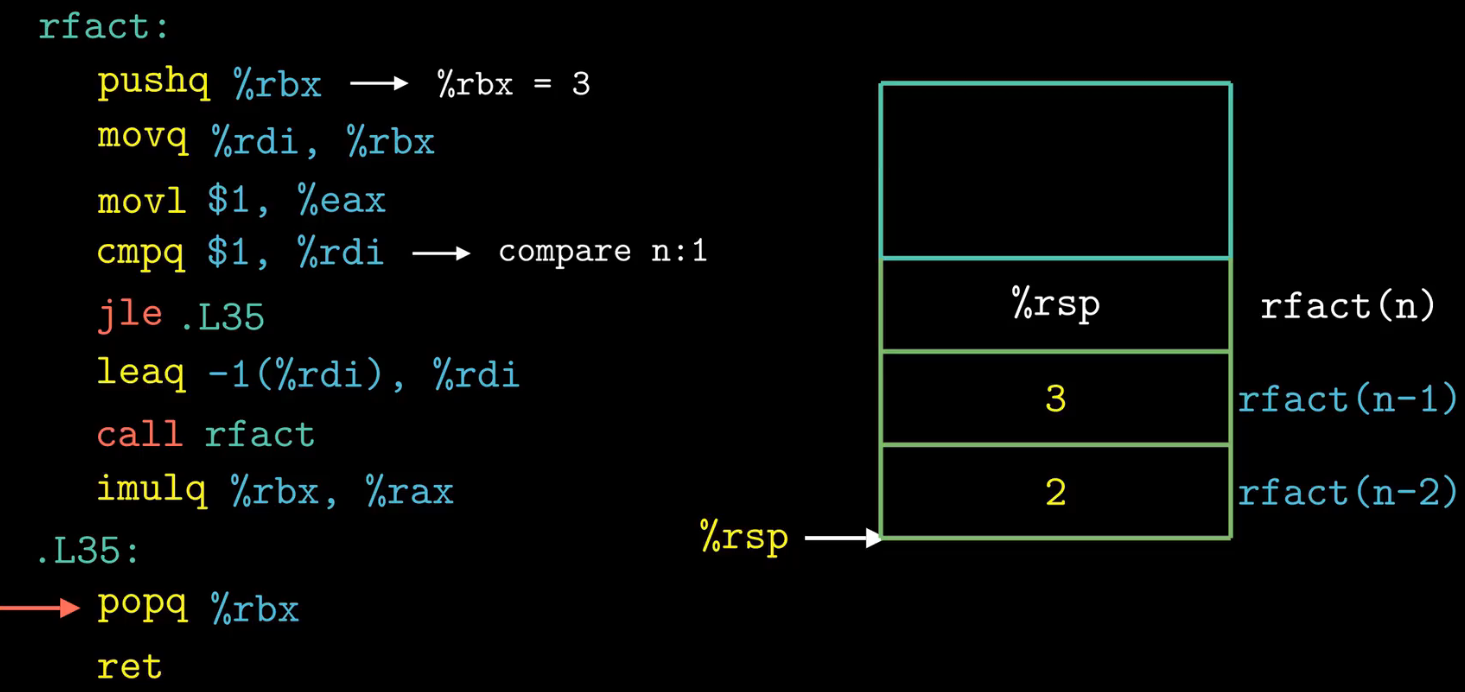 rfact:
pushq %rbx → %rbx = 3
movq %rdi, %rbx
movl $1, %eax
cmpq $1, %rdi → compare n:1
jle .L35
leaq -1(%rdi), %rdi
call rfact
imulq %rbx, %rax
.L35:
popq %rbx
ret
%rsp rfact(n)
3 rfact(n-1)
2 rfact(n-2)
%rsp